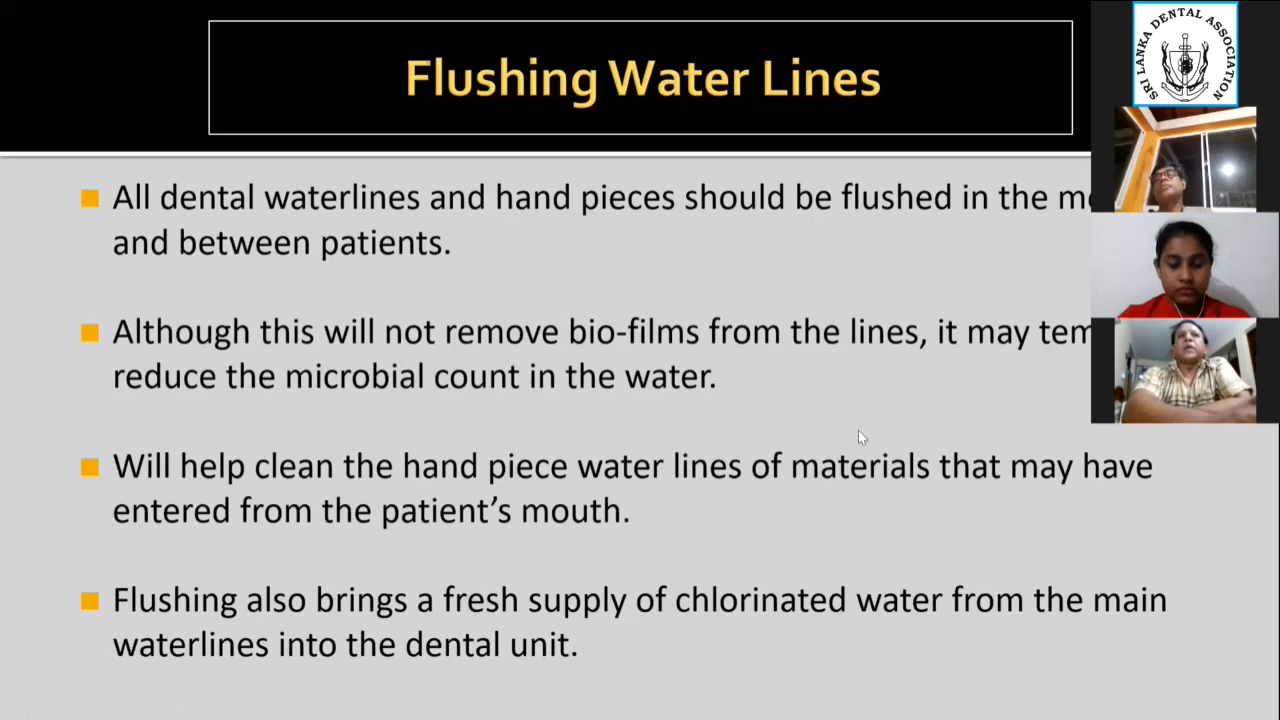 Flushing Water Lines
SRI LANKA DENTAL ASSOCIATION
All dental waterlines and hand pieces should be flushed in the
and between patients.
Although this will not remove bio-films from the lines, it may
reduce the microbial count in the water.
Will help clean the hand piece water lines of materials that may have
entered from the patient’s mouth.
Flushing also brings a fresh supply of chlorinated water from the main
waterlines into the dental unit.